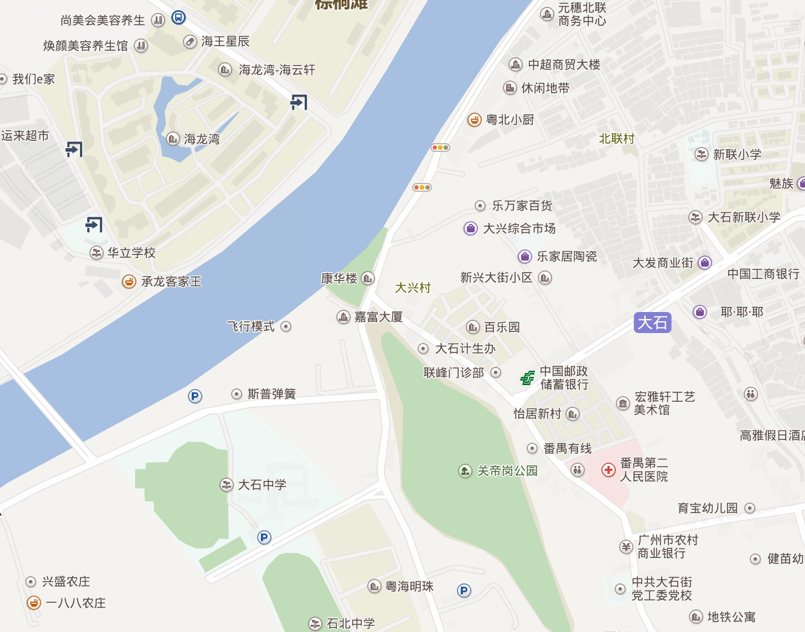 棕榈滩
元穗北联
商务中心
尚美会美容养生
焕颜美容养生馆
海王星辰
海龙湾-海云轩
中超商贸大楼
我们e家
休闲地带
粤北小厨
运来超市
海龙湾
北联村
新联小学
魅族
乐万家百货
大石新联小学
大兴综合市场
华立学校
乐家居陶瓷
大发商业街
中国工商银行
承龙客家王
康华楼
新兴大街小区
大兴村
嘉富大厦
飞行模式
百乐园
大石
耶·耶·耶
大石计生办
联峰门诊部
中国邮政
储蓄银行
P
斯普弹簧
宏雅轩工艺
美术馆
怡居新村
高雅假日酒店
番禺有线
关帝岗公园
番禺第二
人民医院
大石中学
育宝幼儿园
P
广州市农村
商业银行
健苗幼
兴盛农庄
粤海明珠
P
中共大石街
党工委党校
一八八农庄
石北中学
地铁公寓